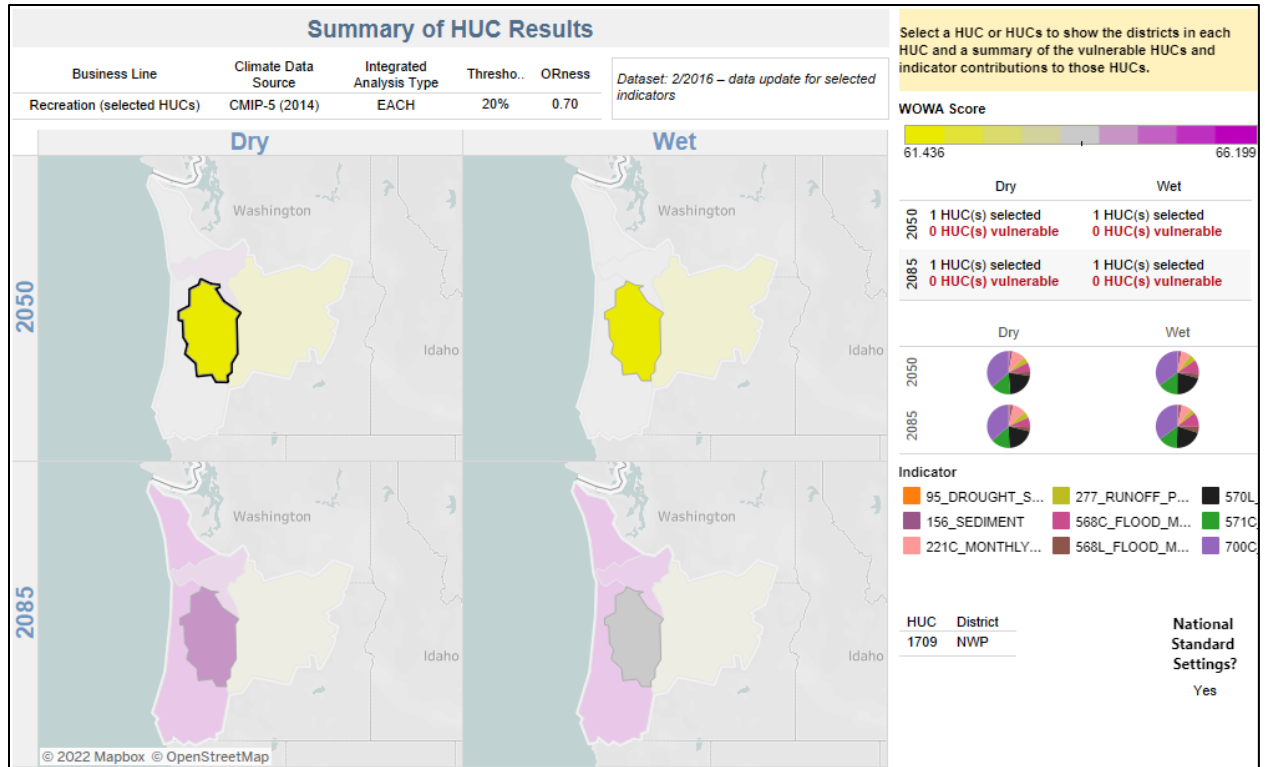 Summary of HUC Results
Business Line
Climate Data
Source
Integrated
Analysis Type
Thresho..
ORness
Recreation (selected HUCs)
CMIP-5 (2014)
EACH
20%
0.70
Dataset: 2/2016 – data update for selected
indicators
Select a HUC or HUCs to show the districts in each
HUC and a summary of the vulnerable HUCs and
indicator contributions to those HUCs.
WOWA Score
61.436
66.199
Dry
Wet
2050
1 HUC(s) selected
0 HUC(s) vulnerable
1 HUC(s) selected
0 HUC(s) vulnerable
2085
1 HUC(s) selected
0 HUC(s) vulnerable
1 HUC(s) selected
0 HUC(s) vulnerable
Dry
Wet
2050
2085
Indicator
95_DROUGHT_S...
277_RUNOFF_P...
570L_
156_SEDIMENT
568C_FLOOD_M...
571C_
221C_MONTHLY...
568L_FLOOD_M...
700C_
HUC
District
1709
NWP
National
Standard
Settings?
Yes
Dry
Wet
2050
Washington
Idaho
Washington
Idaho
2085
Washington
Idaho
Washington
Idaho
© 2022 Mapbox © OpenStreetMap